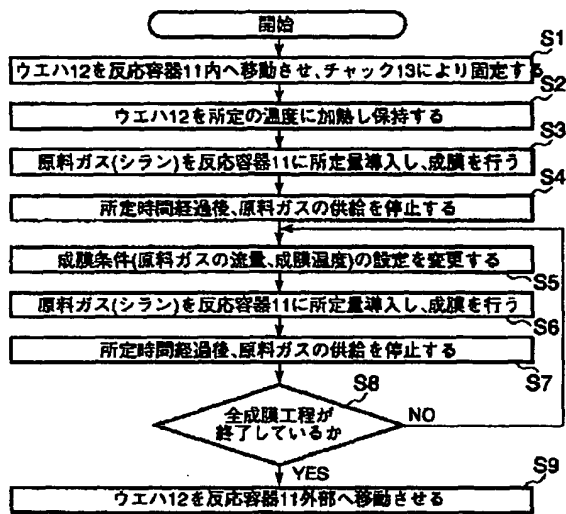 開始
S1
ウエハ12を反応容器11内へ移動させ、チャック13により固定する
S2
ウエハ12を所定の温度に加熱し保持する
S3
原料ガス(シラン)を反応容器11に所定量導入し、成膜を行う
S4
所定時間経過後、原料ガスの供給を停止する
成膜条件(原料ガスの流量、成膜温度)の設定を変更する
S5
原料ガス(シラン)を反応容器11に所定量導入し、成膜を行う
S6
所定時間経過後、原料ガスの供給を停止する
S7
S8
全成膜工程が
終了しているか
NO
YES
S9
ウエハ12を反応容器11外部へ移動させる